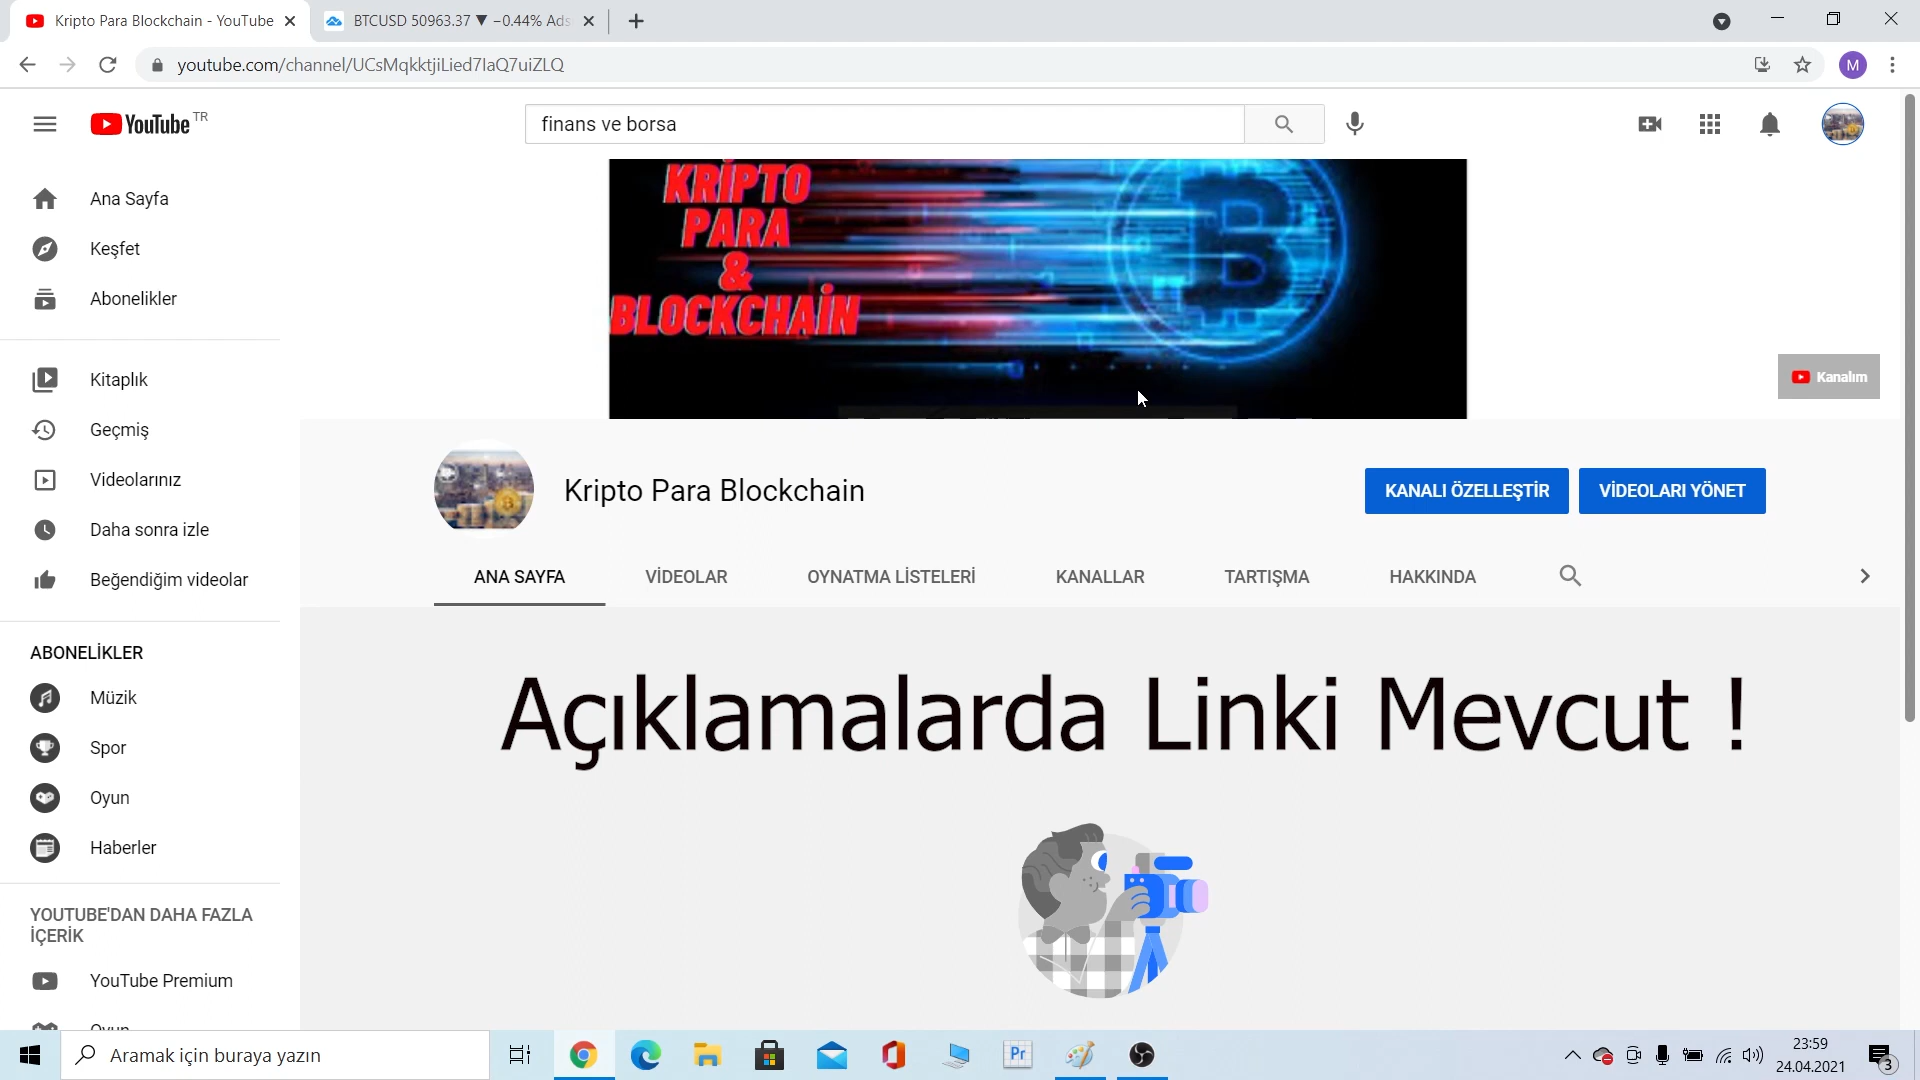 Kripto Para Blockchain - YouTube
BTCUSD 50963.37 ▼ −0.44% Ads
youtube.com/channel/UCsMqkktjiLied7IaQ7uiZLQ
M
YouTube TR
finans ve borsa
Ana Sayfa
Keşfet
Abonelikler
Kitaplık
Geçmiş
Videolarınız
Daha sonra izle
Beğendiğim videolar
ABONELİKLER
Müzik
Spor
Oyun
Haberler
YOUTUBE'DAN DAHA FAZLA
İÇERİK
YouTube Premium
Oyun
KRİPTO
PARA
&
BLOCKCHAİN
Kanalım
Kripto Para Blockchain
KANALI ÖZELLEŞTİR
VİDEOLARI YÖNET
ANA SAYFA
VİDEOLAR
OYNATMA LİSTELERİ
KANALLAR
TARTIŞMA
HAKKINDA
Açıklamalarda Linki Mevcut !
Aramak için buraya yazın
Pr
23:59
24.04.2021
3